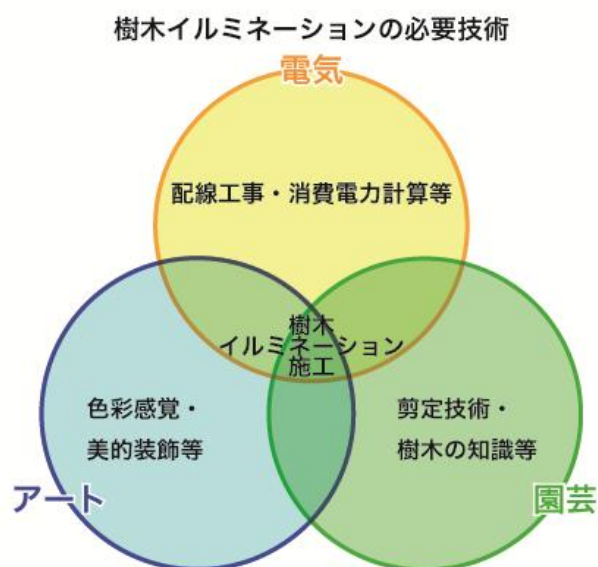 樹木イルミネーションの必要技術
電気
配線工事・消費電力計算等
樹木
イルミネーション
施工
色彩感覚・
美的装飾等
剪定技術・
樹木の知識等
アート
園芸